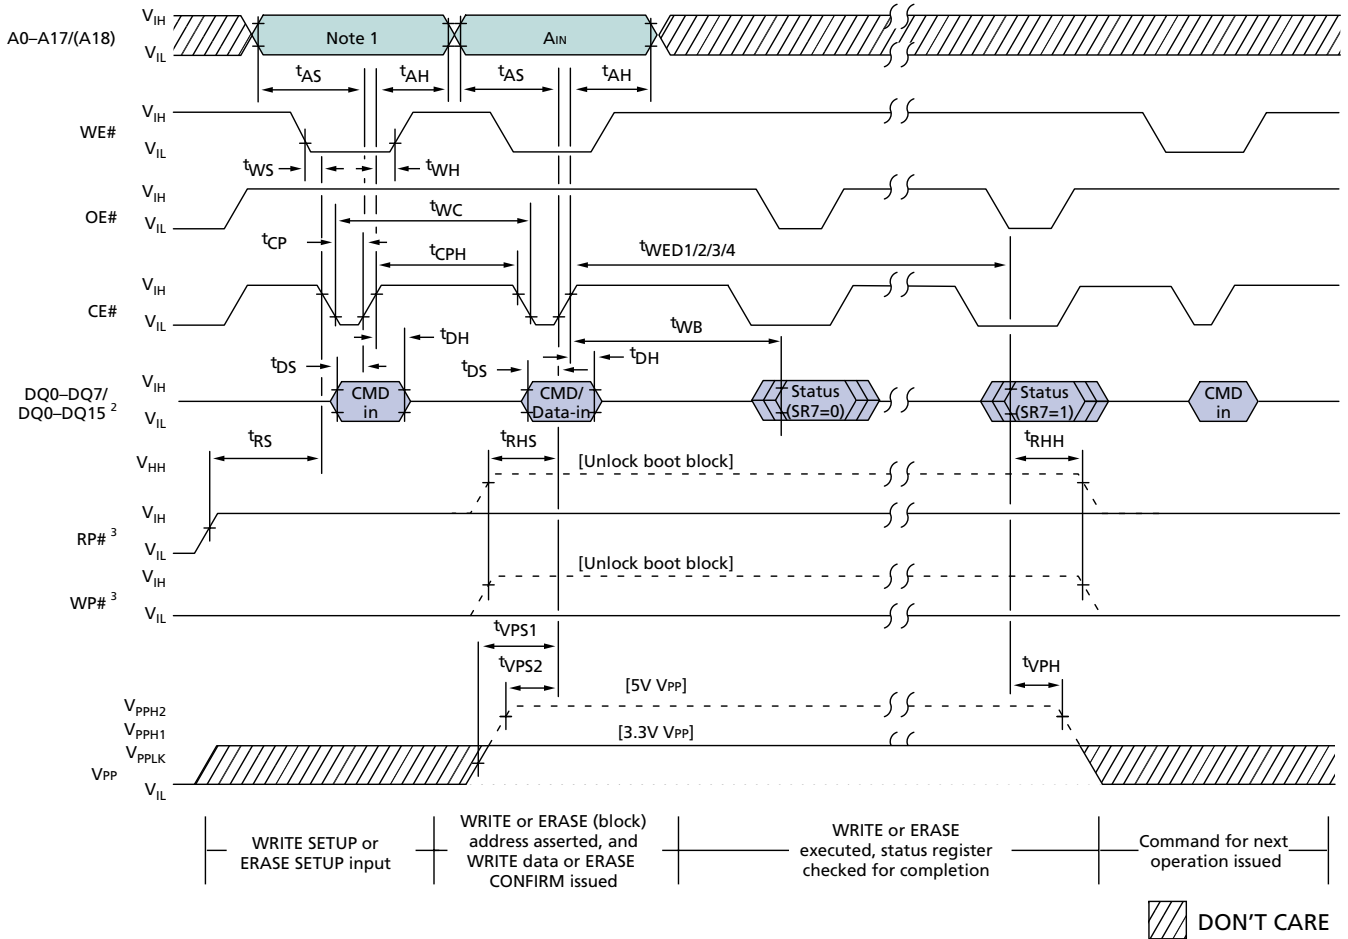 A0–A17/(A18)
VIH
VIL
Note 1
AIN
tAS
tAH
tAS
tAH
WE#
VIH
VIL
tWS
tWH
OE#
VIH
VIL
tWC
tCP
tCPH
tWED1/2/3/4
CE#
VIH
VIL
tDH
tWB
tDS
tDS
tDH
DQ0–DQ7/
DQ0–DQ15 2
VIH
VIL
CMD
in
CMD/
Data-in
Status
(SR7=0)
Status
(SR7=1)
CMD
in
tRS
tRHS
tRHH
VHH
[Unlock boot block]
VIH
RP# 3
VIL
[Unlock boot block]
VIH
WP# 3
VIL
tVPS1
tVPS2
tVPH
[5V VPP]
VPPH2
VPPH1
[3.3V VPP]
VPPLK
VPP
VIL
WRITE SETUP or
ERASE SETUP input
WRITE or ERASE (block)
address asserted, and
WRITE data or ERASE
CONFIRM issued
WRITE or ERASE
executed, status register
checked for completion
Command for next
operation issued
DON'T CARE